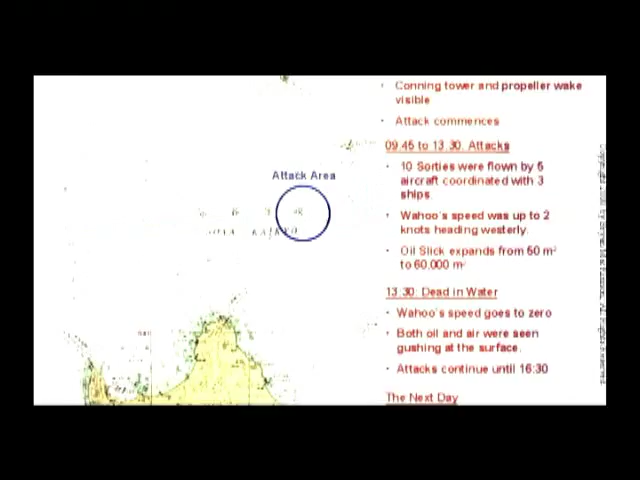 Conning tower and propeller wake
visible
Attack commences
09.45 to 13.30. Attacks
10 Sorties were flown by 6
aircraft coordinated with 3
ships.
Wahoo's speed was up to 2
knots heading westerly.
Oil Slick expands from 60 m²
to 60.000 m²
13.30. Dead in Water
Wahoo's speed goes to zero
Both oil and air were seen
gushing at the surface.
Attacks continue until 16:30
The Next Day
Attack Area